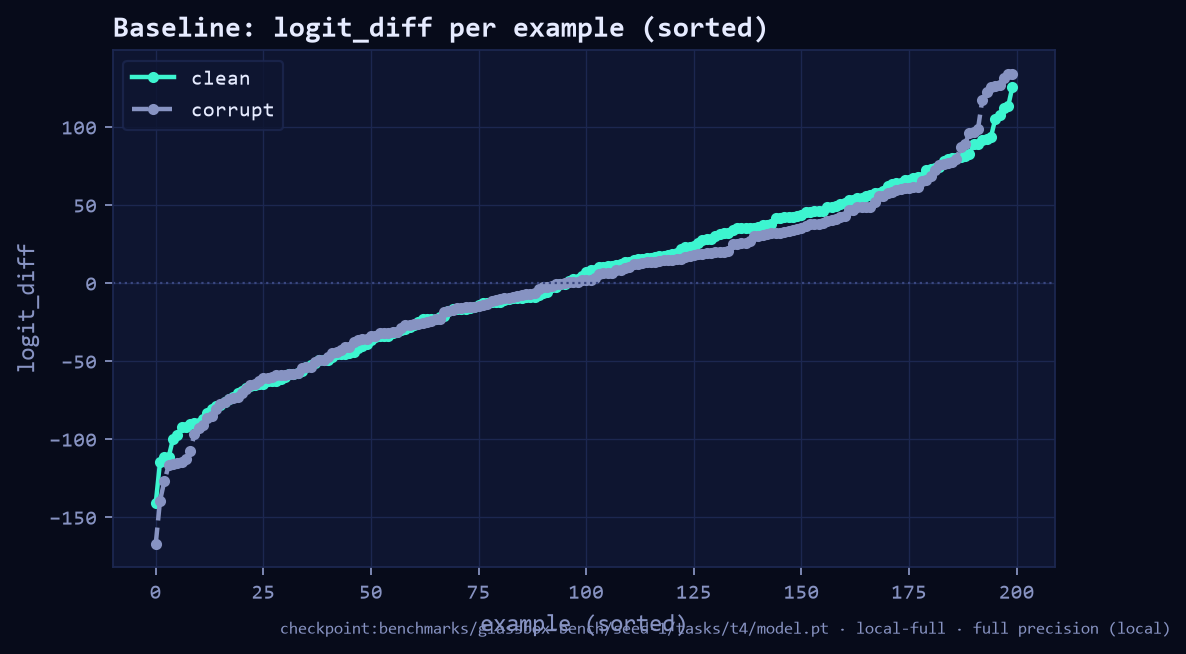 Baseline: logit_diff per example (sorted)
clean
corrupt
100
50
0
−50
−100
−150
logit_diff
0
25
50
75
100
125
150
175
200
example (sorted)
checkpoint:benchmarks/glassbox-bench/seed-1/tasks/t4/model.pt · local-full · full precision (local)